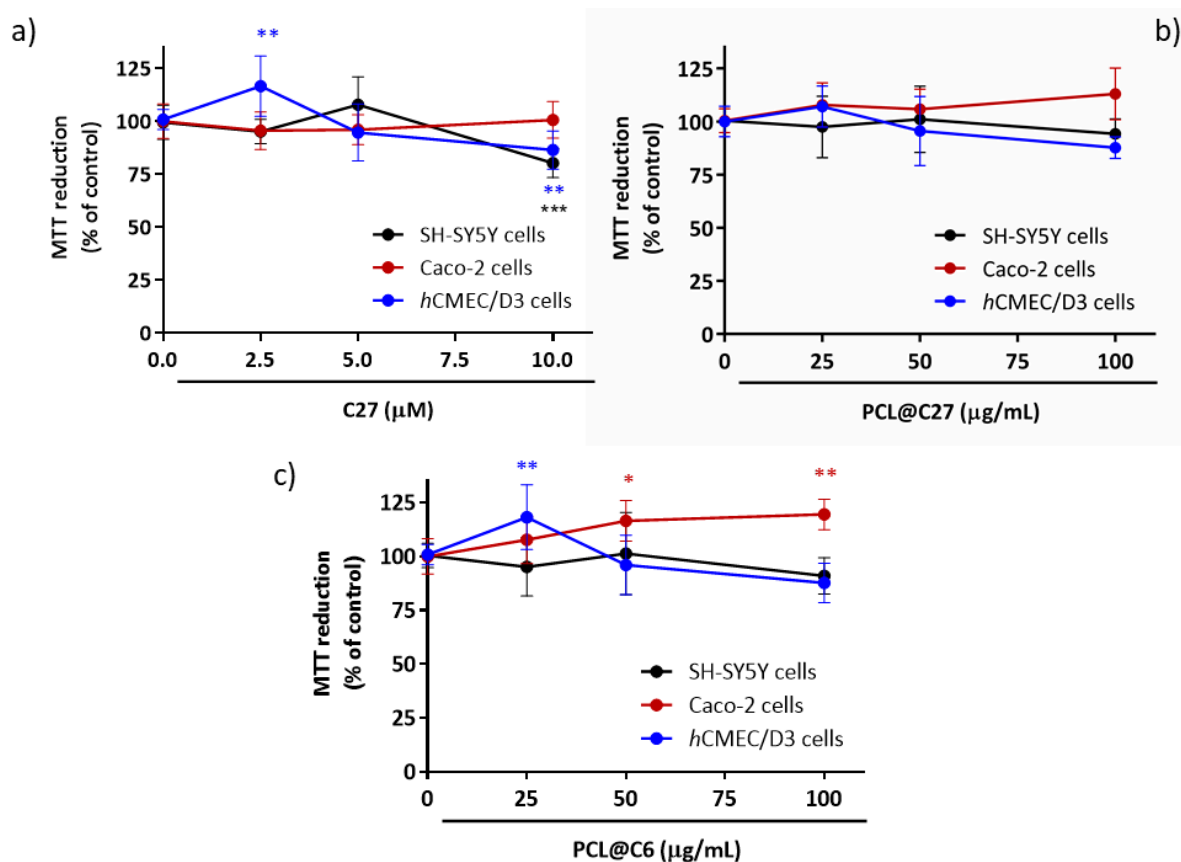 a)
**
125
100
75
50
25
0
MTT reduction
(% of control)
**
***
SH-SY5Y cells
Caco-2 cells
hCMEC/D3 cells
0.0 2.5 5.0 7.5 10.0
C27 (μM)
b)
125
100
75
50
25
0
MTT reduction
(% of control)
SH-SY5Y cells
Caco-2 cells
hCMEC/D3 cells
0 25 50 75 100
PCL@C27 (μg/mL)
c)
** * **
125
100
75
50
25
0
MTT reduction
(% of control)
SH-SY5Y cells
Caco-2 cells
hCMEC/D3 cells
0 25 50 75 100
PCL@C6 (μg/mL)